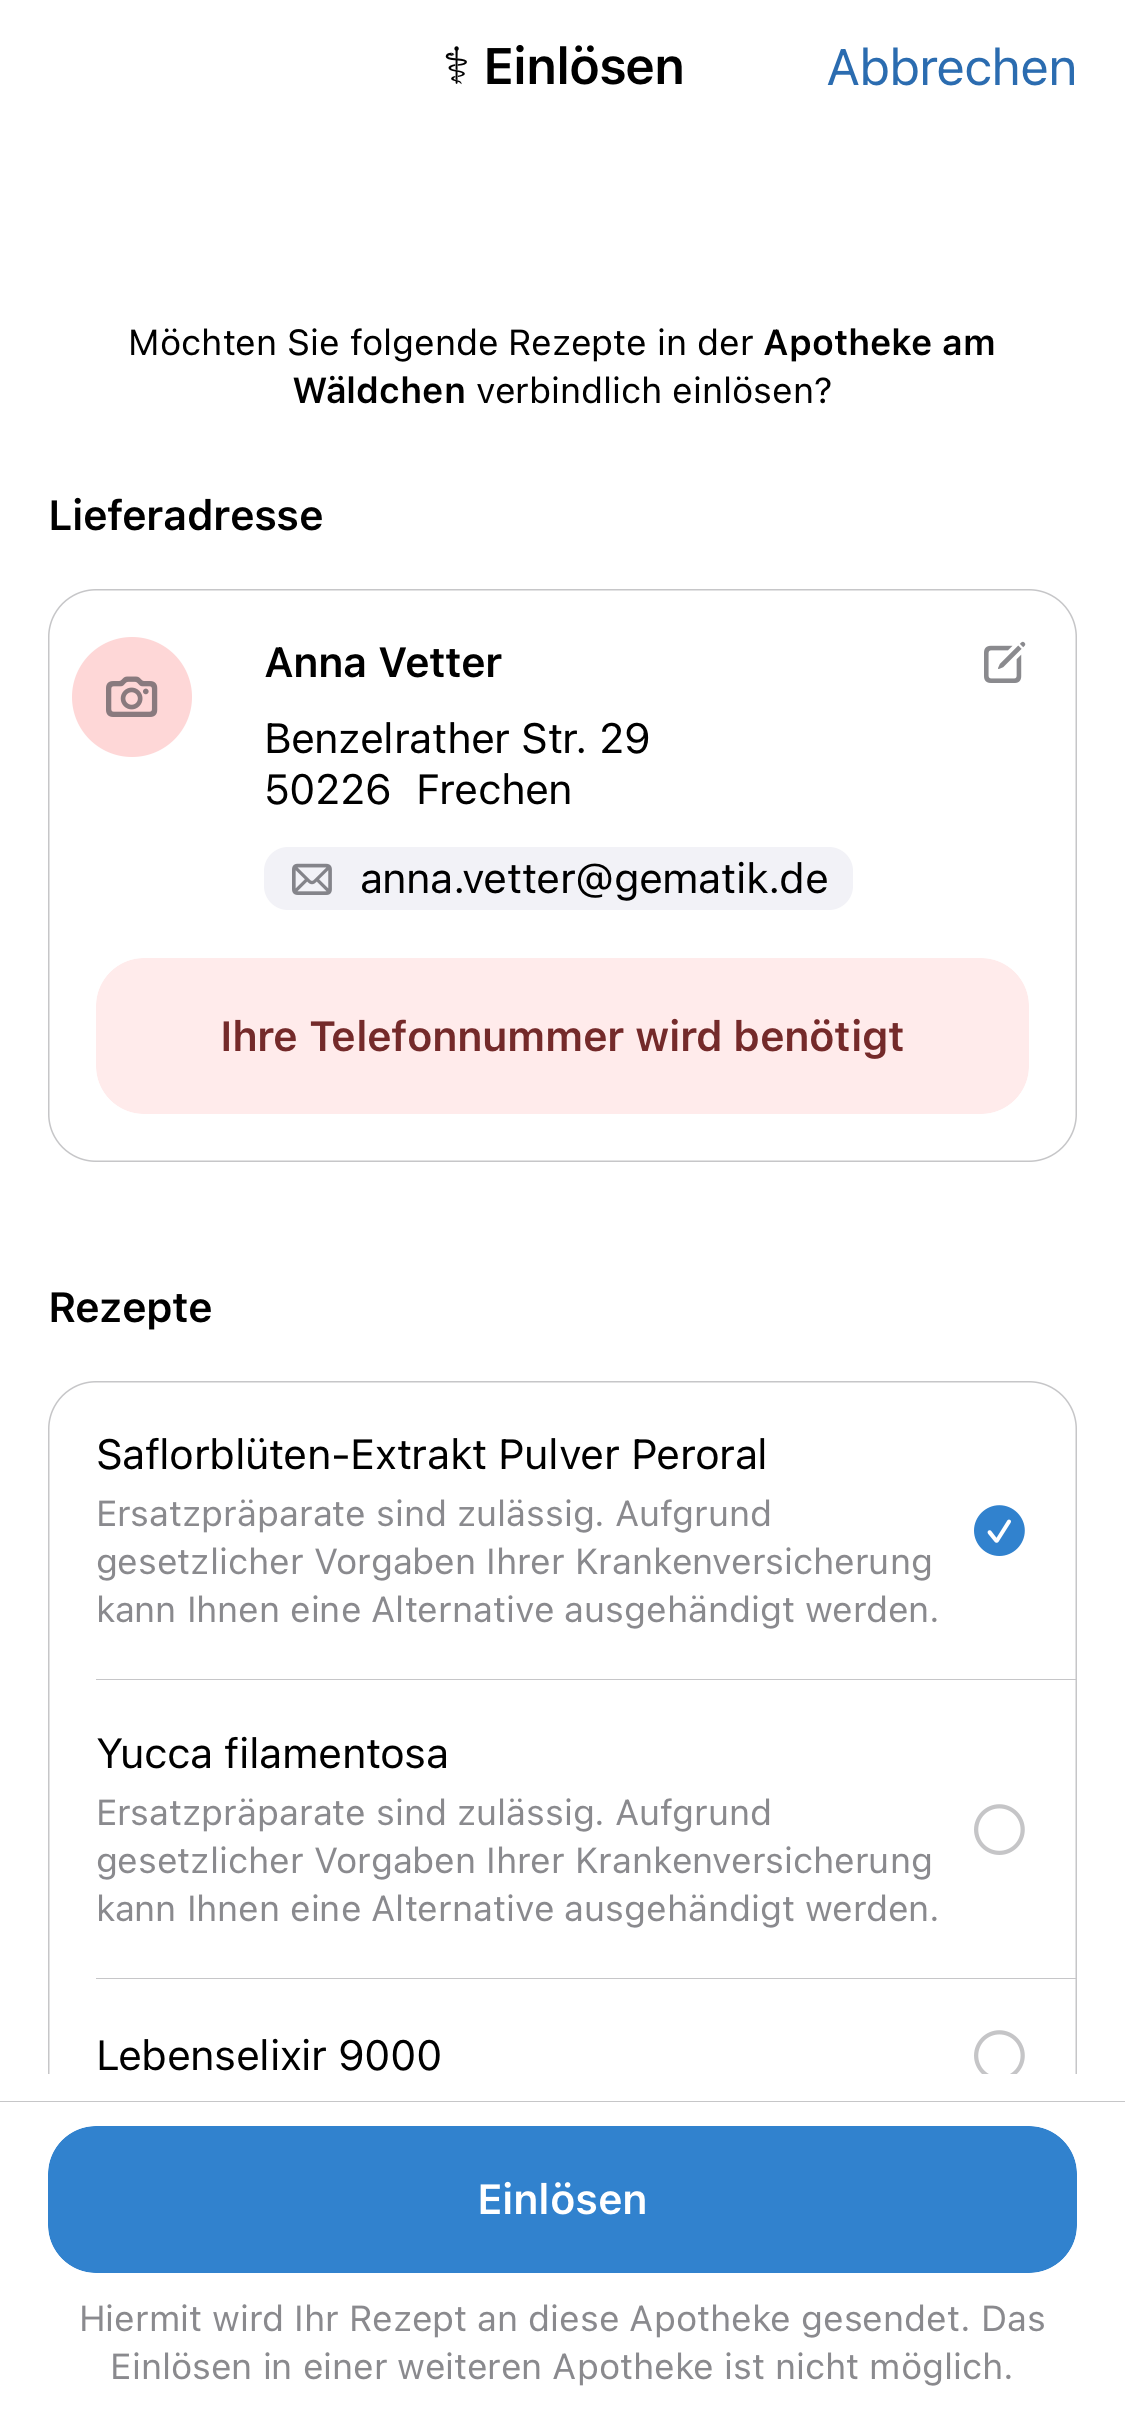 ⚕ Einlösen
Abbrechen
Möchten Sie folgende Rezepte in der Apotheke am
Wäldchen verbindlich einlösen?
Lieferadresse
Anna Vetter
Benzelrather Str. 29
50226 Frechen
anna.vetter@gematik.de
Ihre Telefonnummer wird benötigt
Rezepte
Saflorblüten-Extrakt Pulver Peroral
Ersatzpräparate sind zulässig. Aufgrund
gesetzlicher Vorgaben Ihrer Krankenversicherung
kann Ihnen eine Alternative ausgehändigt werden.
Yucca filamentosa
Ersatzpräparate sind zulässig. Aufgrund
gesetzlicher Vorgaben Ihrer Krankenversicherung
kann Ihnen eine Alternative ausgehändigt werden.
Lebenselixir 9000
Einlösen
Hiermit wird Ihr Rezept an diese Apotheke gesendet. Das
Einlösen in einer weiteren Apotheke ist nicht möglich.